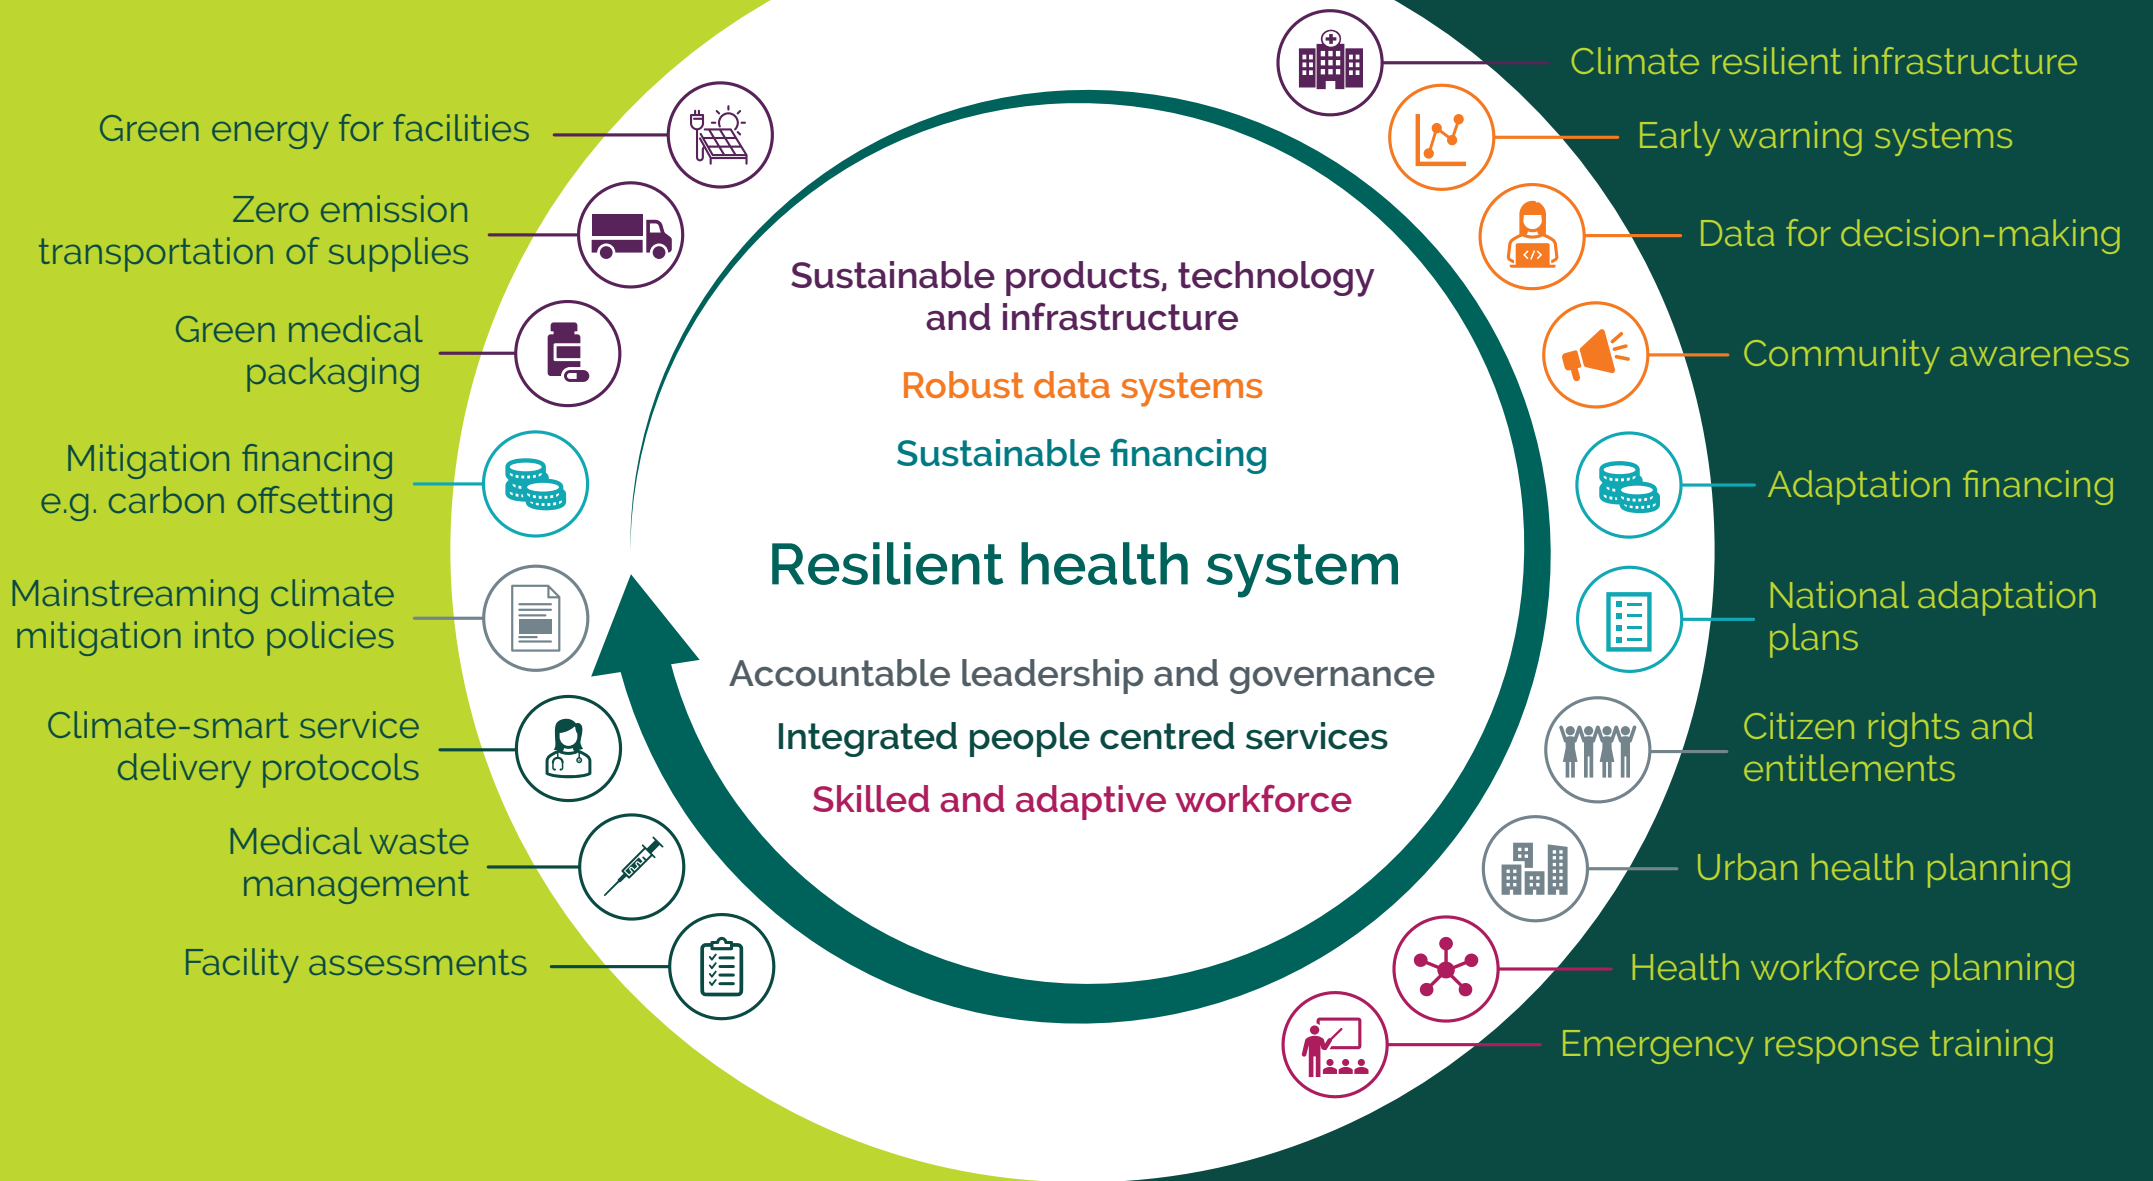 Green energy for facilities
Zero emission
transportation of supplies
Green medical
packaging
Mitigation financing
e.g. carbon offsetting
Mainstreaming climate
mitigation into policies
Climate-smart service
delivery protocols
Medical waste
management
Facility assessments
Sustainable products, technology
and infrastructure
Robust data systems
Sustainable financing
Resilient health system
Accountable leadership and governance
Integrated people centred services
Skilled and adaptive workforce
Climate resilient infrastructure
Early warning systems
Data for decision-making
</>
Community awareness
Adaptation financing
National adaptation
plans
Citizen rights and
entitlements
Urban health planning
Health workforce planning
Emergency response training